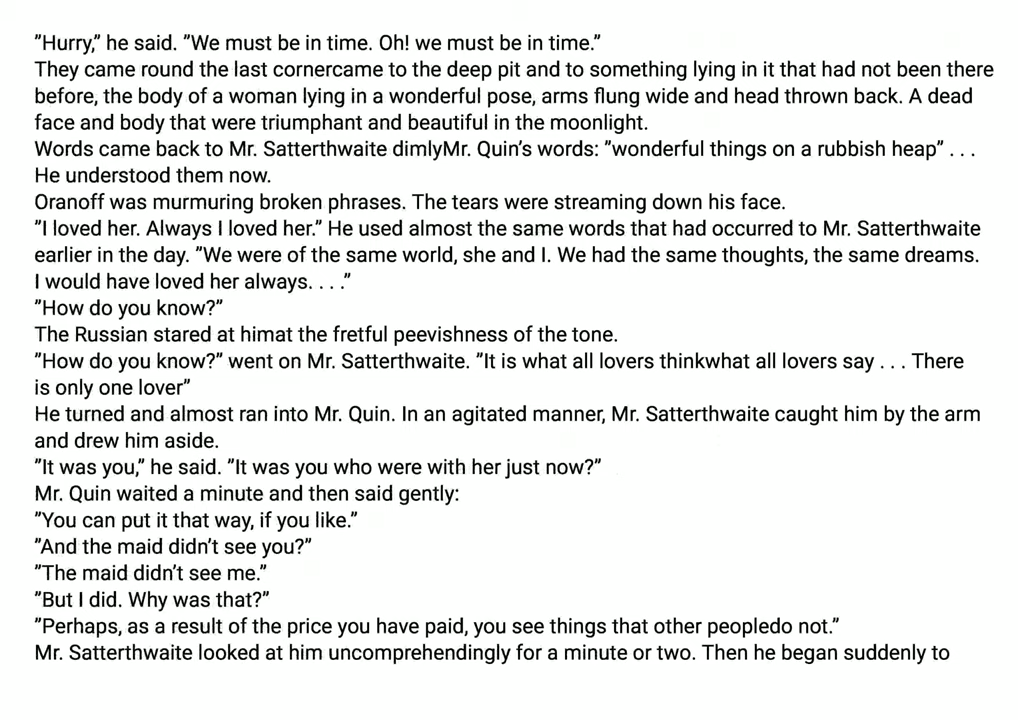 "Hurry," he said. "We must be in time. Oh! we must be in time."
They came round the last cornercame to the deep pit and to something lying in it that had not been there
before, the body of a woman lying in a wonderful pose, arms flung wide and head thrown back. A dead
face and body that were triumphant and beautiful in the moonlight.
Words came back to Mr. Satterthwaite dimlyMr. Quin's words: "wonderful things on a rubbish heap" . . .
He understood them now.
Oranoff was murmuring broken phrases. The tears were streaming down his face.
"I loved her. Always I loved her." He used almost the same words that had occurred to Mr. Satterthwaite
earlier in the day. "We were of the same world, she and I. We had the same thoughts, the same dreams.
I would have loved her always. . . ."
"How do you know?"
The Russian stared at himat the fretful peevishness of the tone.
"How do you know?" went on Mr. Satterthwaite. "It is what all lovers thinkwhat all lovers say . . . There
is only one lover"
He turned and almost ran into Mr. Quin. In an agitated manner, Mr. Satterthwaite caught him by the arm
and drew him aside.
"It was you," he said. "It was you who were with her just now?"
Mr. Quin waited a minute and then said gently:
"You can put it that way, if you like."
"And the maid didn't see you?"
"The maid didn't see me."
"But I did. Why was that?"
"Perhaps, as a result of the price you have paid, you see things that other peopledo not."
Mr. Satterthwaite looked at him uncomprehendingly for a minute or two. Then he began suddenly to